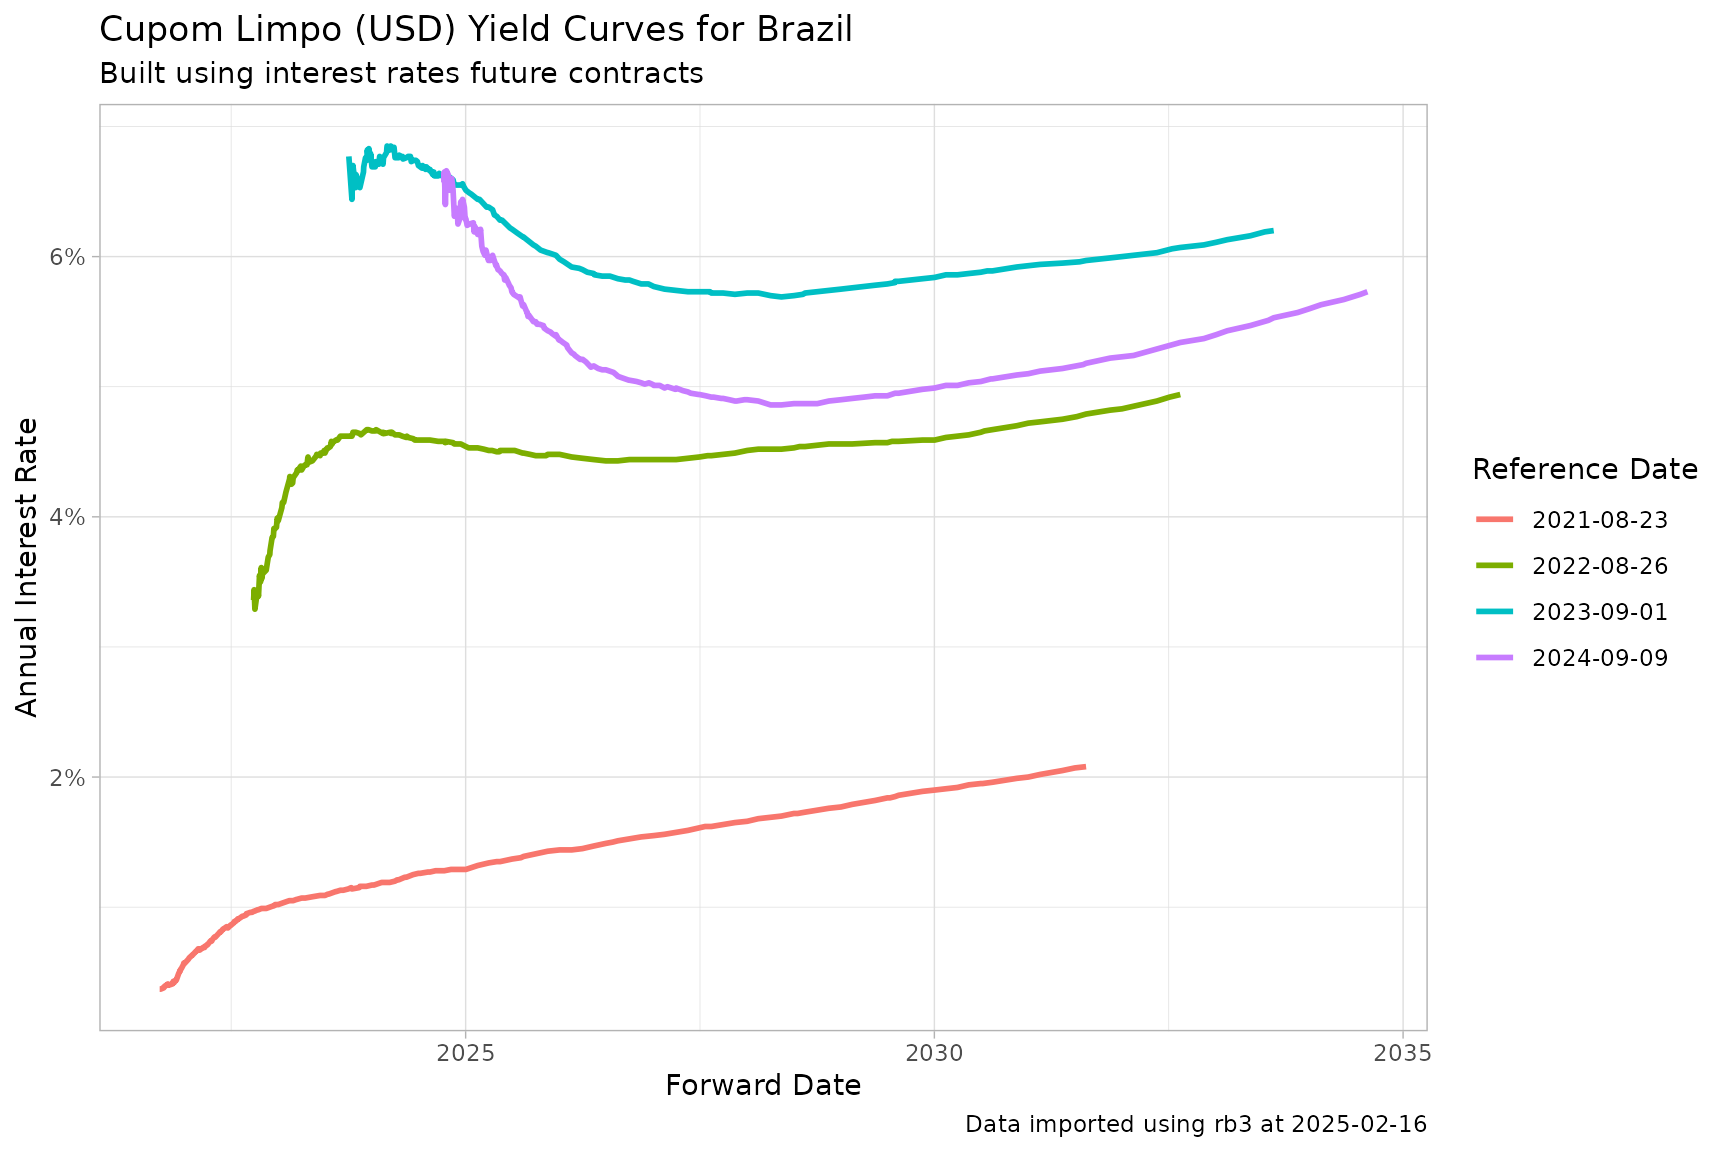 Cupom Limpo (USD) Yield Curves for Brazil
Built using interest rates future contracts
Annual Interest Rate
6%
4%
2%
2025
2030
2035
Forward Date
Reference Date
2021-08-23
2022-08-26
2023-09-01
2024-09-09
Data imported using rb3 at 2025-02-16